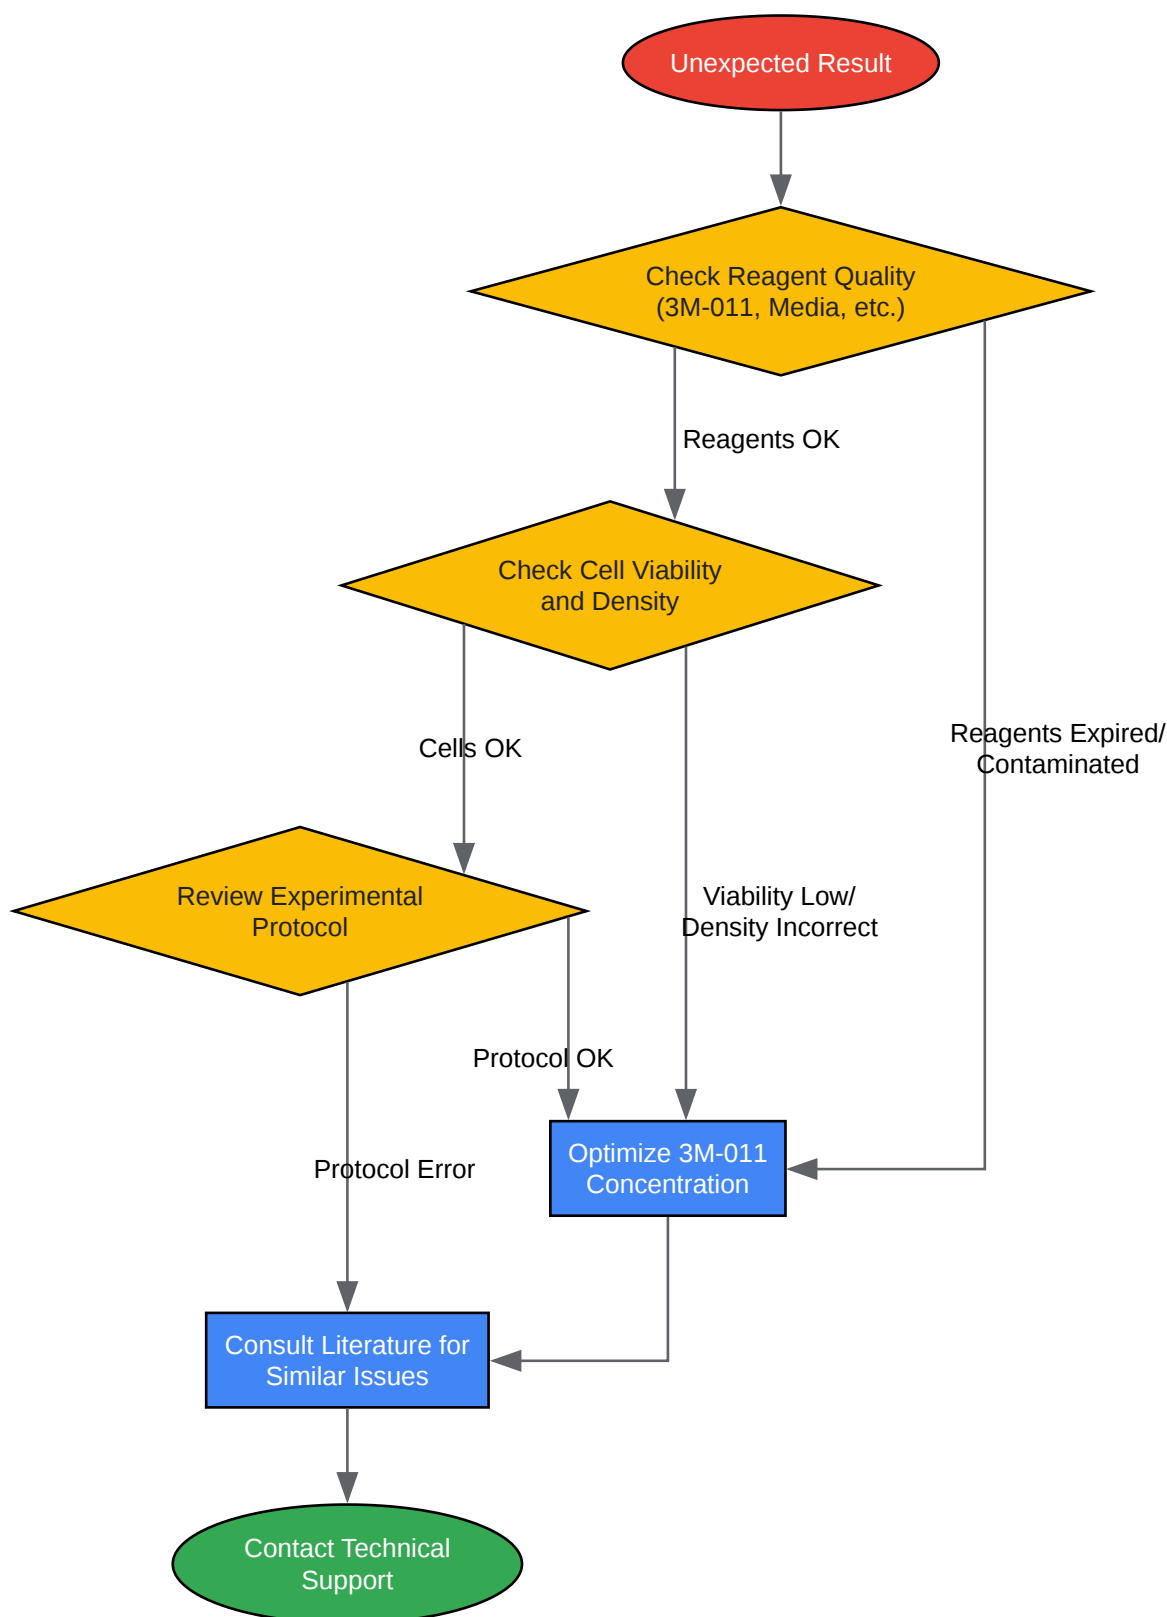 Unexpected Result
Check Reagent Quality
(3M-011, Media, etc.)
Reagents OK
Check Cell Viability
and Density
Reagents Expired/
Contaminated
Cells OK
Viability Low/
Density Incorrect
Review Experimental
Protocol
Protocol OK
Optimize 3M-011
Concentration
Protocol Error
Consult Literature for
Similar Issues
Contact Technical
Support